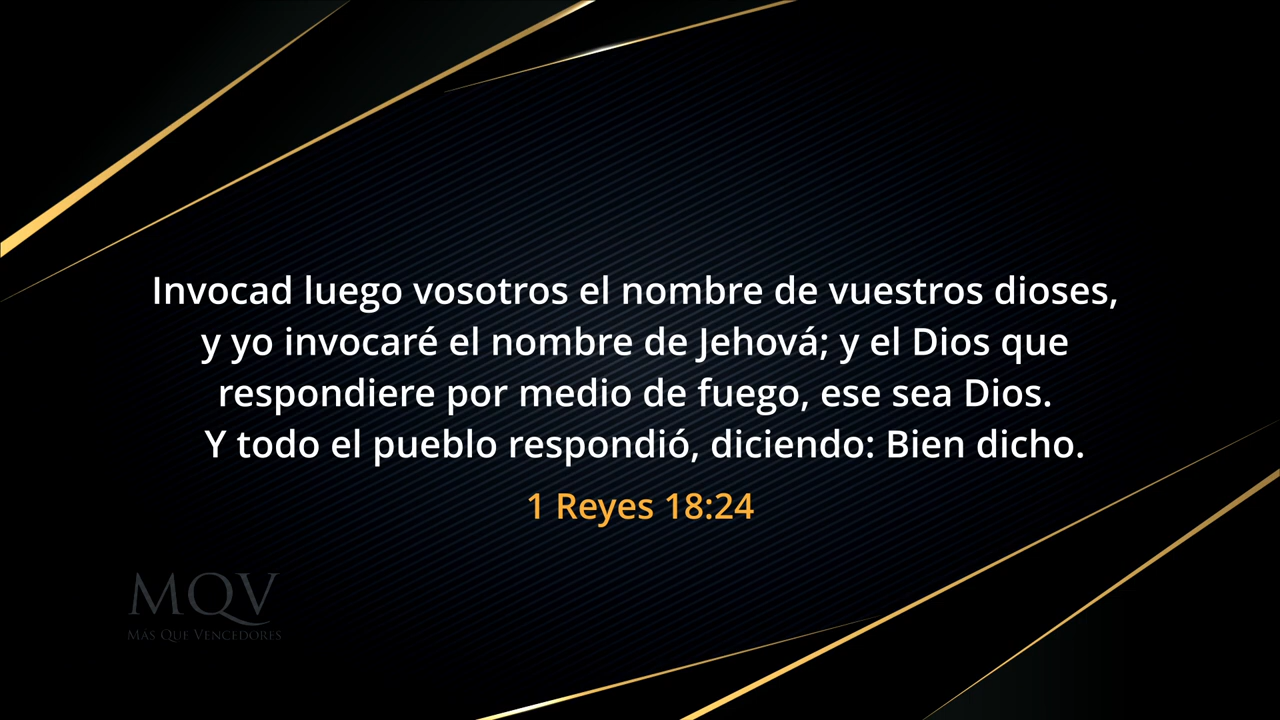 Invocad luego vosotros el nombre de vuestros dioses,
y yo invocaré el nombre de Jehová; y el Dios que
respondiere por medio de fuego, ese sea Dios.
Y todo el pueblo respondió, diciendo: Bien dicho.
1 Reyes 18:24
MQV
Mas Que Vencedores